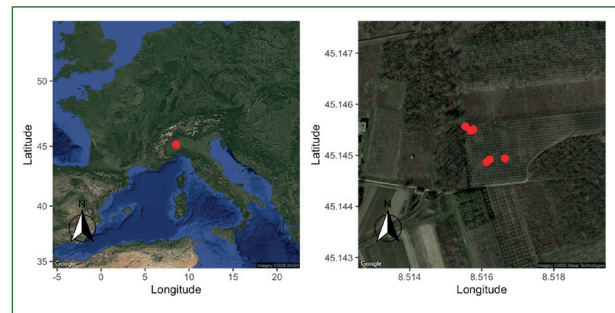 50
45
40
35
Latitude
N
Google
Imagery ©2025 NASA
-5 0 5 10 15 20
Longitude
45.147
45.146
45.145
45.144
45.143
Latitude
N
Google
Imagery ©2025 Maxar Technologies
8.514 8.516 8.518
Longitude